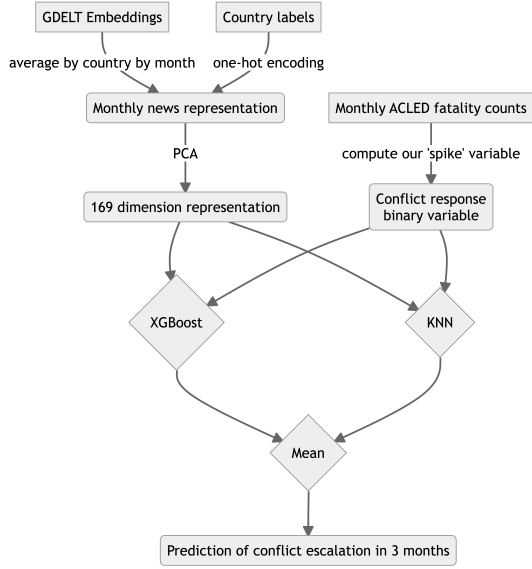 GDELT Embeddings
Country labels
average by country by month
one-hot encoding
Monthly news representation
Monthly ACLED fatality counts
PCA
compute our 'spike' variable
169 dimension representation
Conflict response
binary variable
XGBoost
KNN
Mean
Prediction of conflict escalation in 3 months